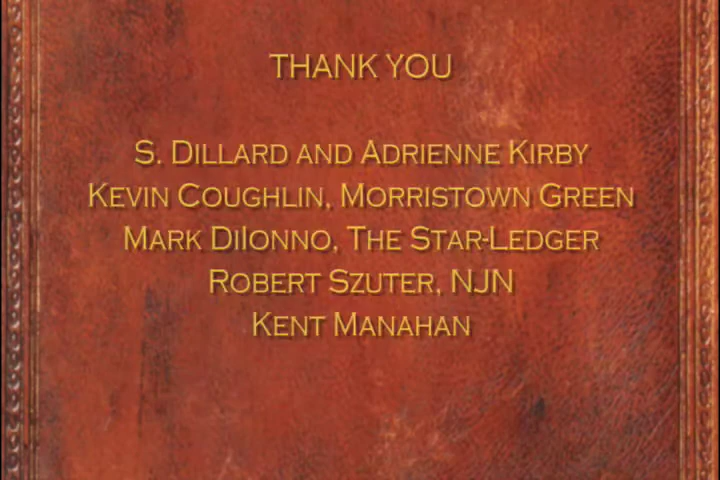 THANK YOU
S. DILLARD AND ADRIENNE KIRBY
KEVIN COUGHLIN, MORRISTOWN GREEN
MARK DIIONNO, THE STAR-LEDGER
ROBERT SZUTER, NJN
KENT MANAHAN